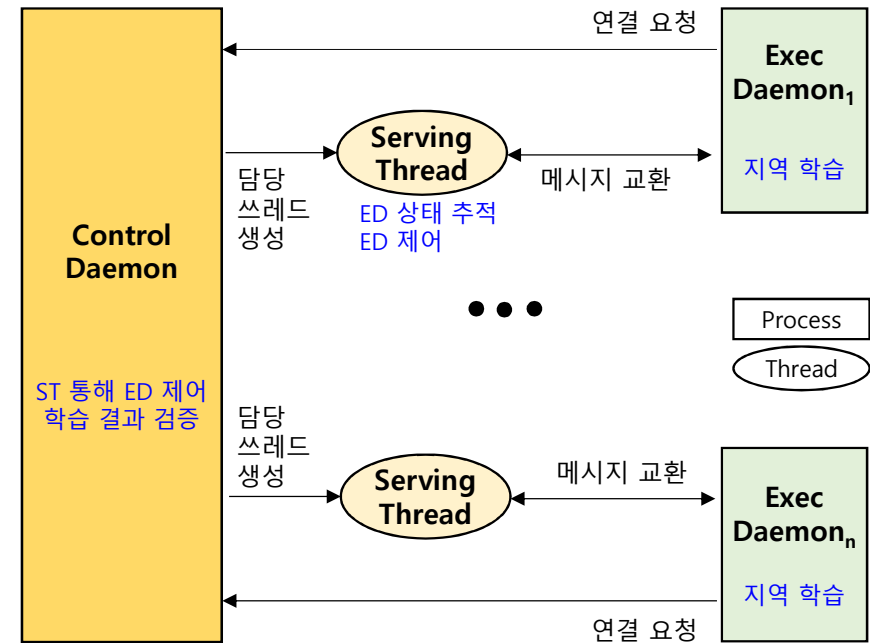 연결 요청
Exec
Daemon₁
지역 학습
Serving
Thread
메시지 교환
담당
쓰레드
생성
ED 상태 추적
ED 제어
Control
Daemon
ST 통해 ED 제어
학습 결과 검증
•••
Process
Thread
담당
쓰레드
생성
Serving
Thread
메시지 교환
Exec
Daemonₙ
지역 학습
연결 요청